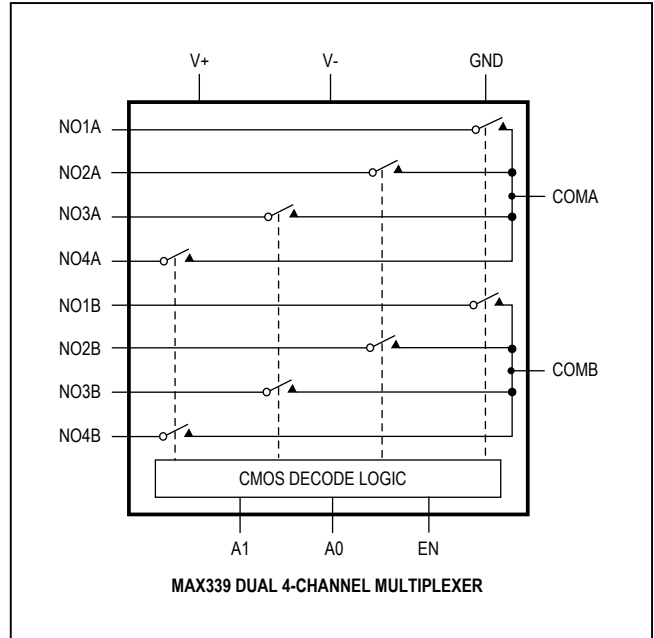 V+ V- GND
NO1A
NO2A
NO3A
COMA
NO4A
NO1B
NO2B
COMB
NO3B
NO4B
CMOS DECODE LOGIC
A1 A0 EN
MAX339 DUAL 4-CHANNEL MULTIPLEXER